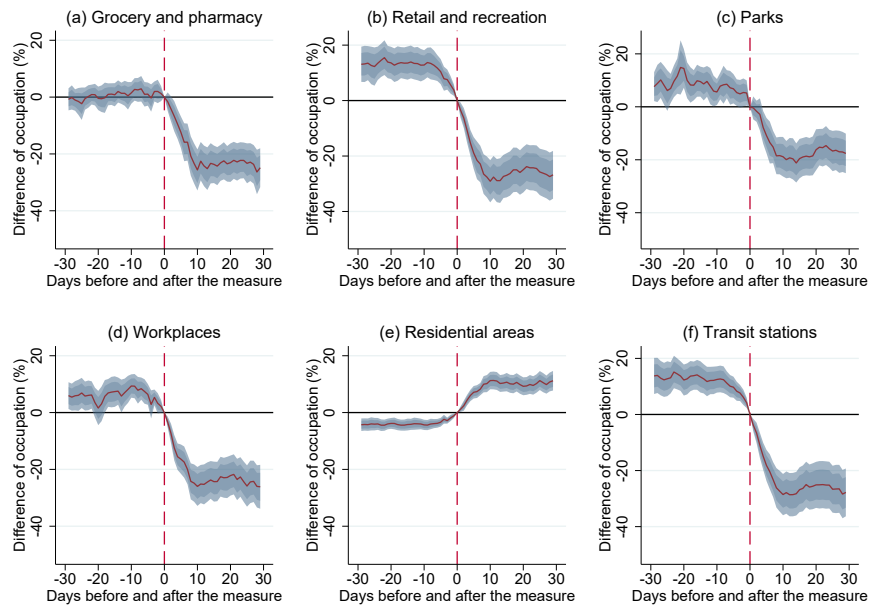 (a) Grocery and pharmacy
Difference of occupation (%)
20
0
-20
-40
-30 -20 -10 0 10 20 30
Days before and after the measure
(b) Retail and recreation
Difference of occupation (%)
20
0
-20
-40
-30 -20 -10 0 10 20 30
Days before and after the measure
(c) Parks
Difference of occupation (%)
20
0
-20
-40
-30 -20 -10 0 10 20 30
Days before and after the measure
(d) Workplaces
Difference of occupation (%)
20
0
-20
-40
-30 -20 -10 0 10 20 30
Days before and after the measure
(e) Residential areas
Difference of occupation (%)
20
0
-20
-40
-30 -20 -10 0 10 20 30
Days before and after the measure
(f) Transit stations
Difference of occupation (%)
20
0
-20
-40
-30 -20 -10 0 10 20 30
Days before and after the measure